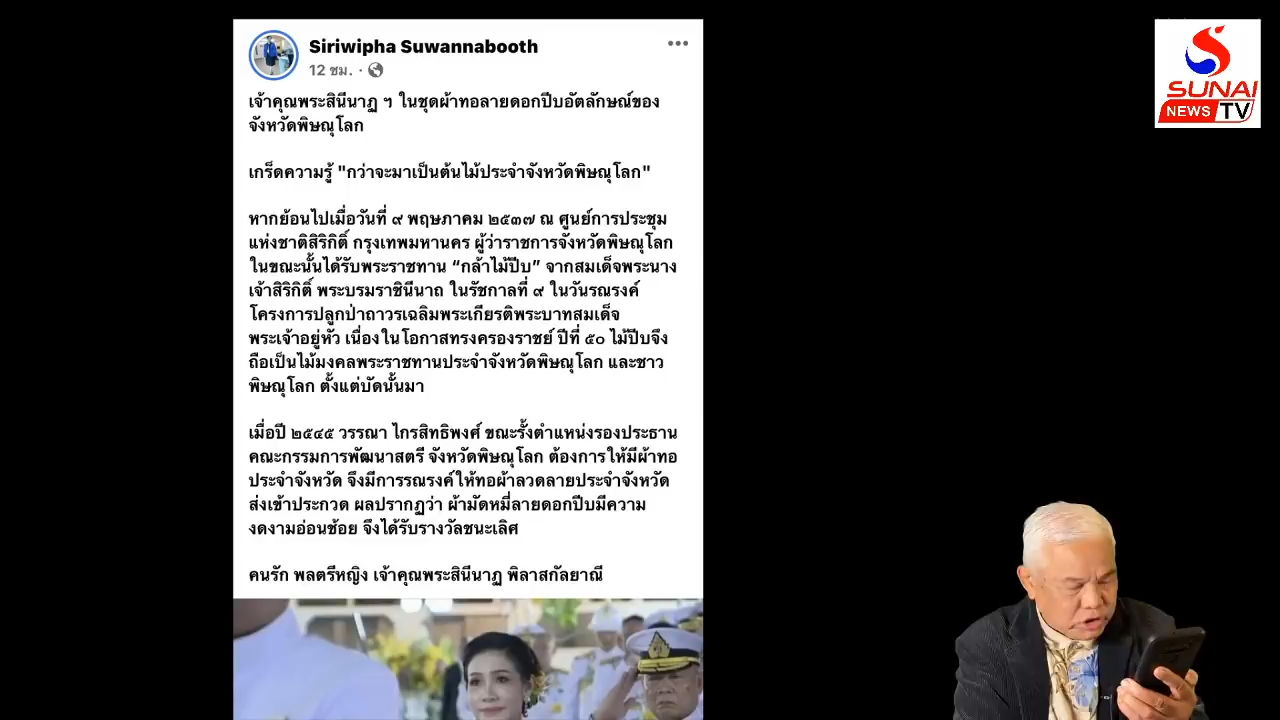 Siriwipha Suwannabooth
12 ชม. ·
เจ้าคุณพระสินีนาฏ ฯ ในชุดผ้าทอลายดอกปีบอัตลักษณ์ของ
จังหวัดพิษณุโลก
เกร็ดความรู้ "กว่าจะมาเป็นต้นไม้ประจำจังหวัดพิษณุโลก"
หากย้อนไปเมื่อวันที่ ๙ พฤษภาคม ๒๕๓๗ ณ ศูนย์การประชุม
แห่งชาติสิริกิติ์ กรุงเทพมหานคร ผู้ว่าราชการจังหวัดพิษณุโลก
ในขณะนั้นได้รับพระราชทาน “กล้าไม้ปีบ” จากสมเด็จพระนาง
เจ้าสิริกิติ์ พระบรมราชินีนาถ ในรัชกาลที่ ๙ ในวันรณรงค์
โครงการปลูกป่าถาวรเฉลิมพระเกียรติพระบาทสมเด็จ
พระเจ้าอยู่หัว เนื่องในโอกาสทรงครองราชย์ ปีที่ ๕๐ ไม้ปีบจึง
ถือเป็นไม้มงคลพระราชทานประจำจังหวัดพิษณุโลก และชาว
พิษณุโลก ตั้งแต่บัดนั้นมา
เมื่อปี ๒๕๔๕ วรรณา ไกรสิทธิพงศ์ ขณะรั้งตำแหน่งรองประธาน
คณะกรรมการพัฒนาสตรี จังหวัดพิษณุโลก ต้องการให้มีผ้าทอ
ประจำจังหวัด จึงมีการรณรงค์ให้ทอผ้าลวดลายประจำจังหวัด
ส่งเข้าประกวด ผลปรากฏว่า ผ้ามัดหมี่ลายดอกปีบมีความ
งดงามอ่อนช้อย จึงได้รับรางวัลชนะเลิศ
คนรัก พลตรีหญิง เจ้าคุณพระสินีนาฏ พิลาสกัลยาณี
SUNAI
NEWS TV